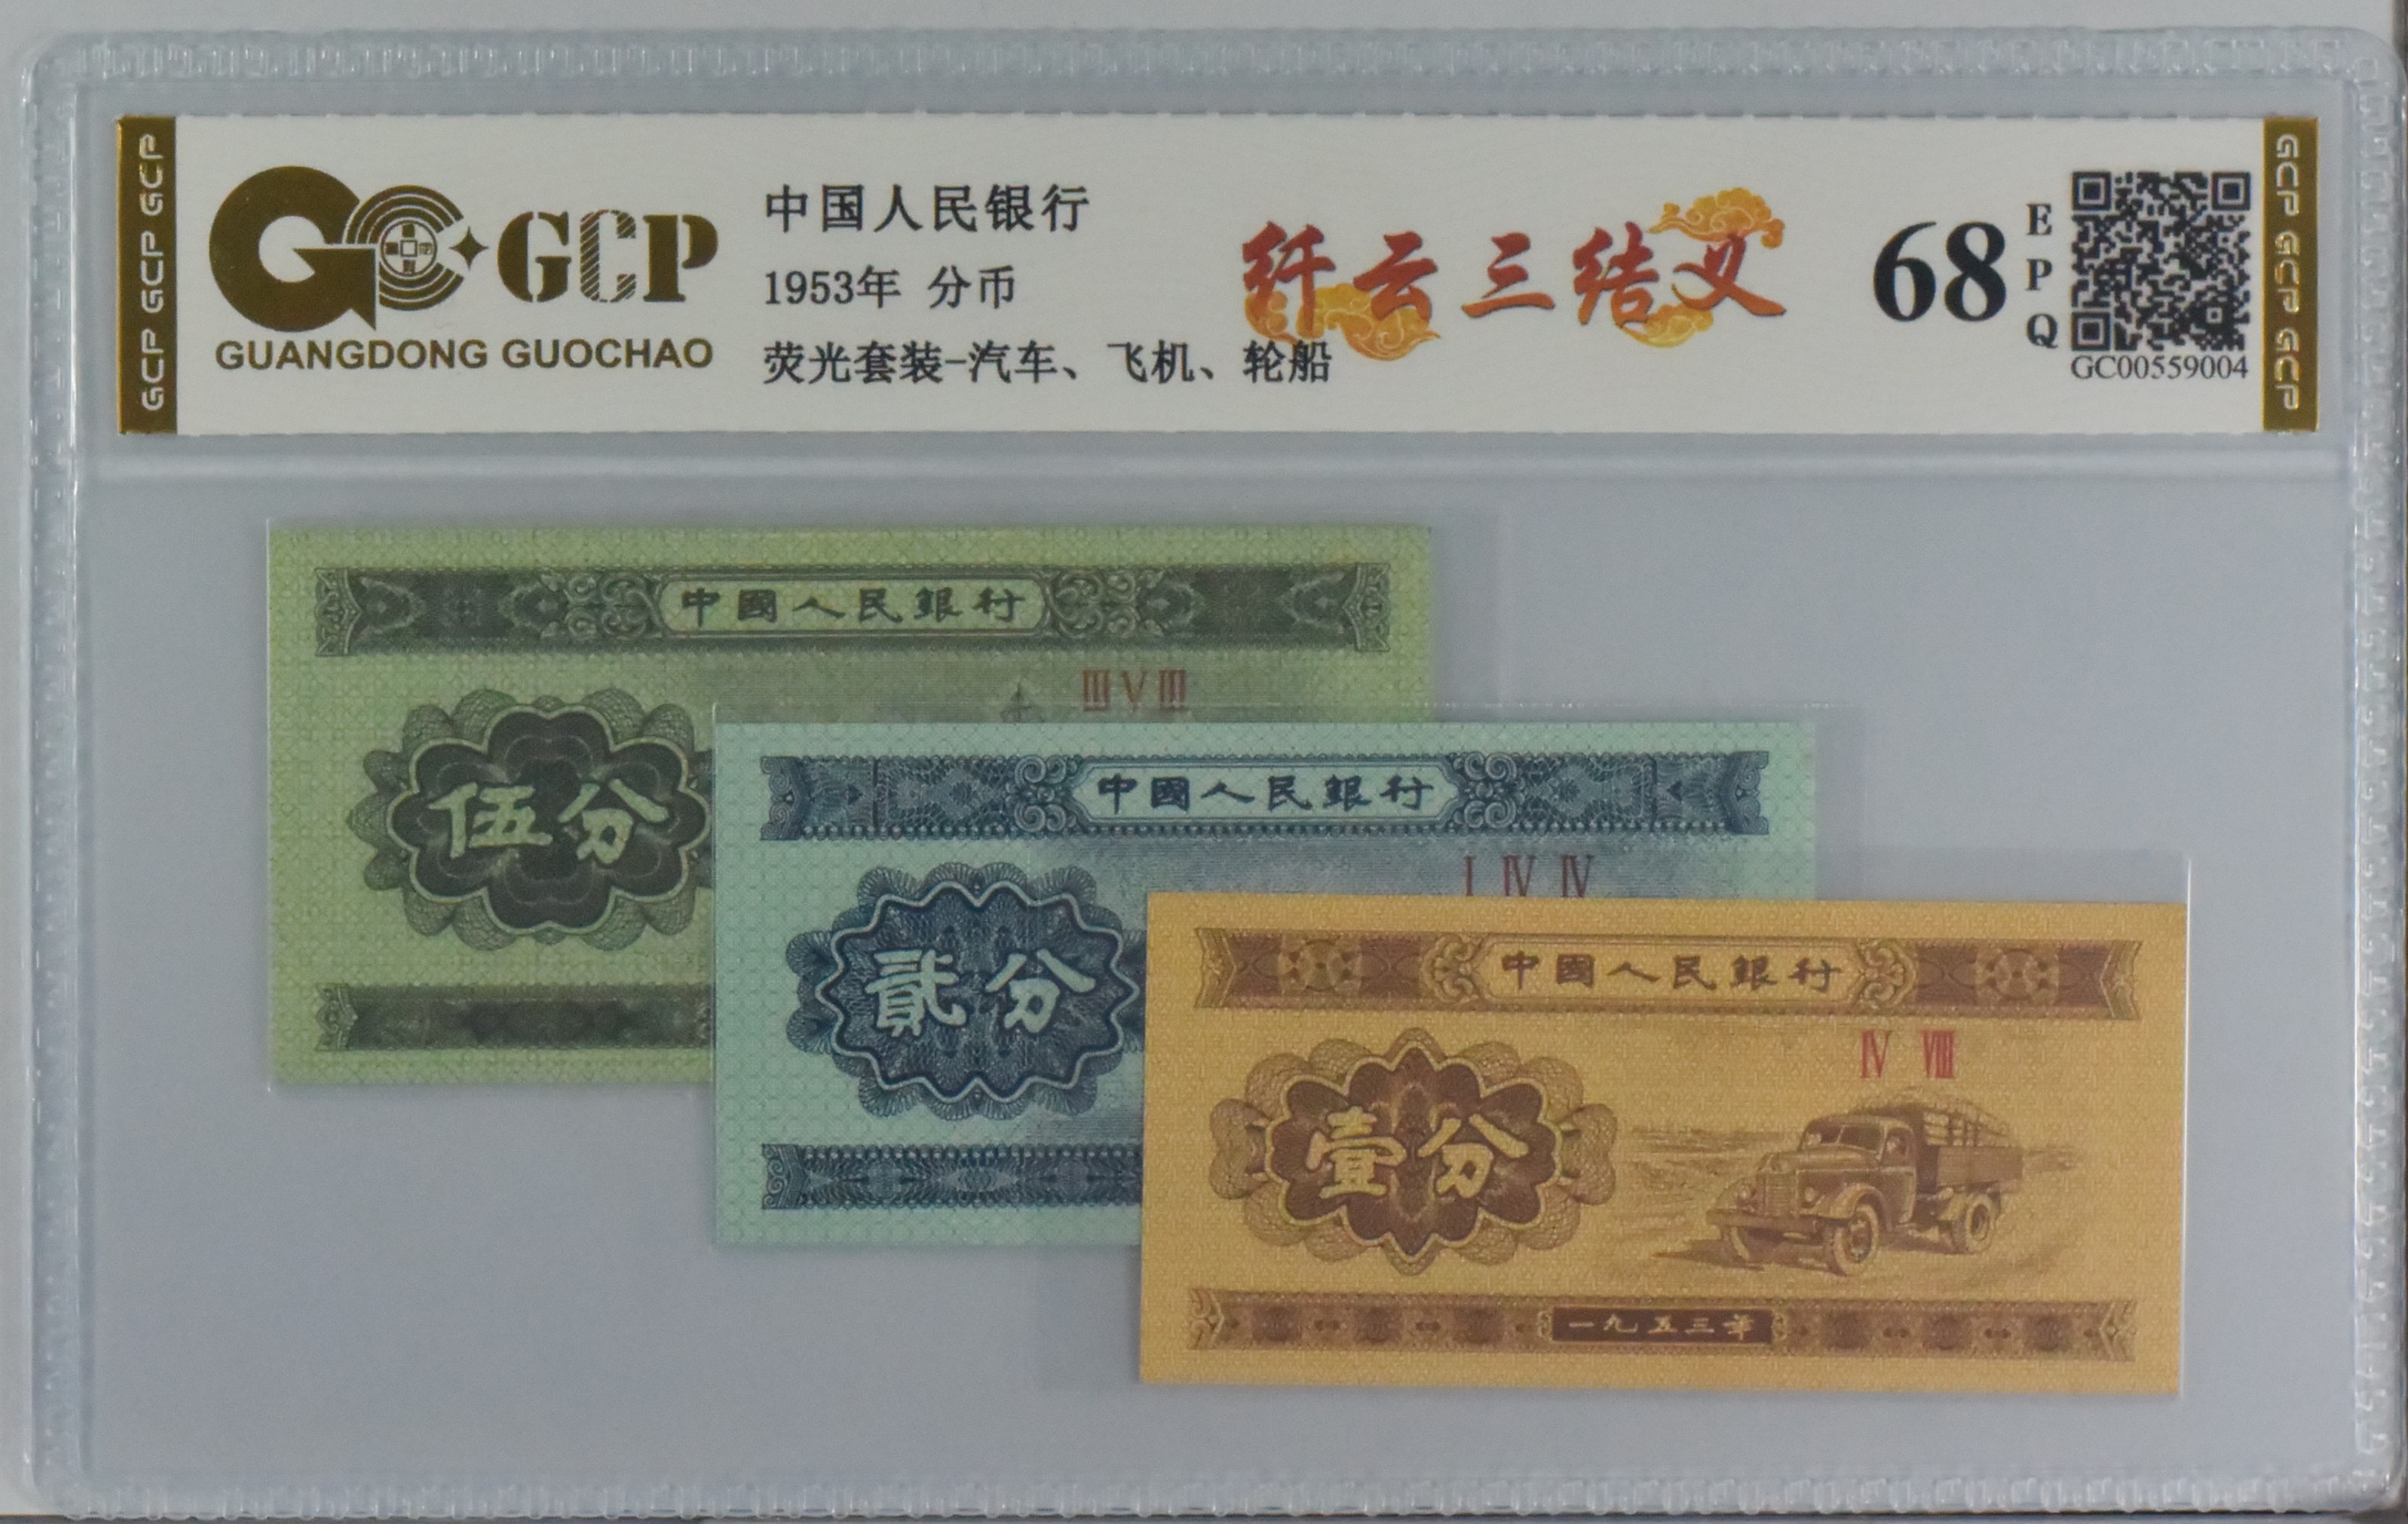 GCP GCP GCP
GCP
GUANGDONG GUOCHAO
中国人民银行
1953年 分币
荧光套装-汽车、飞机、轮船
纤云三结义
68
EPQ
GC00559004
GCP GCP GCP
中國人民銀行
ⅢⅤⅢ
伍分
中國人民銀行
Ⅰ Ⅳ Ⅳ
貳分
中國人民銀行
Ⅳ Ⅷ
壹分
一九五三年